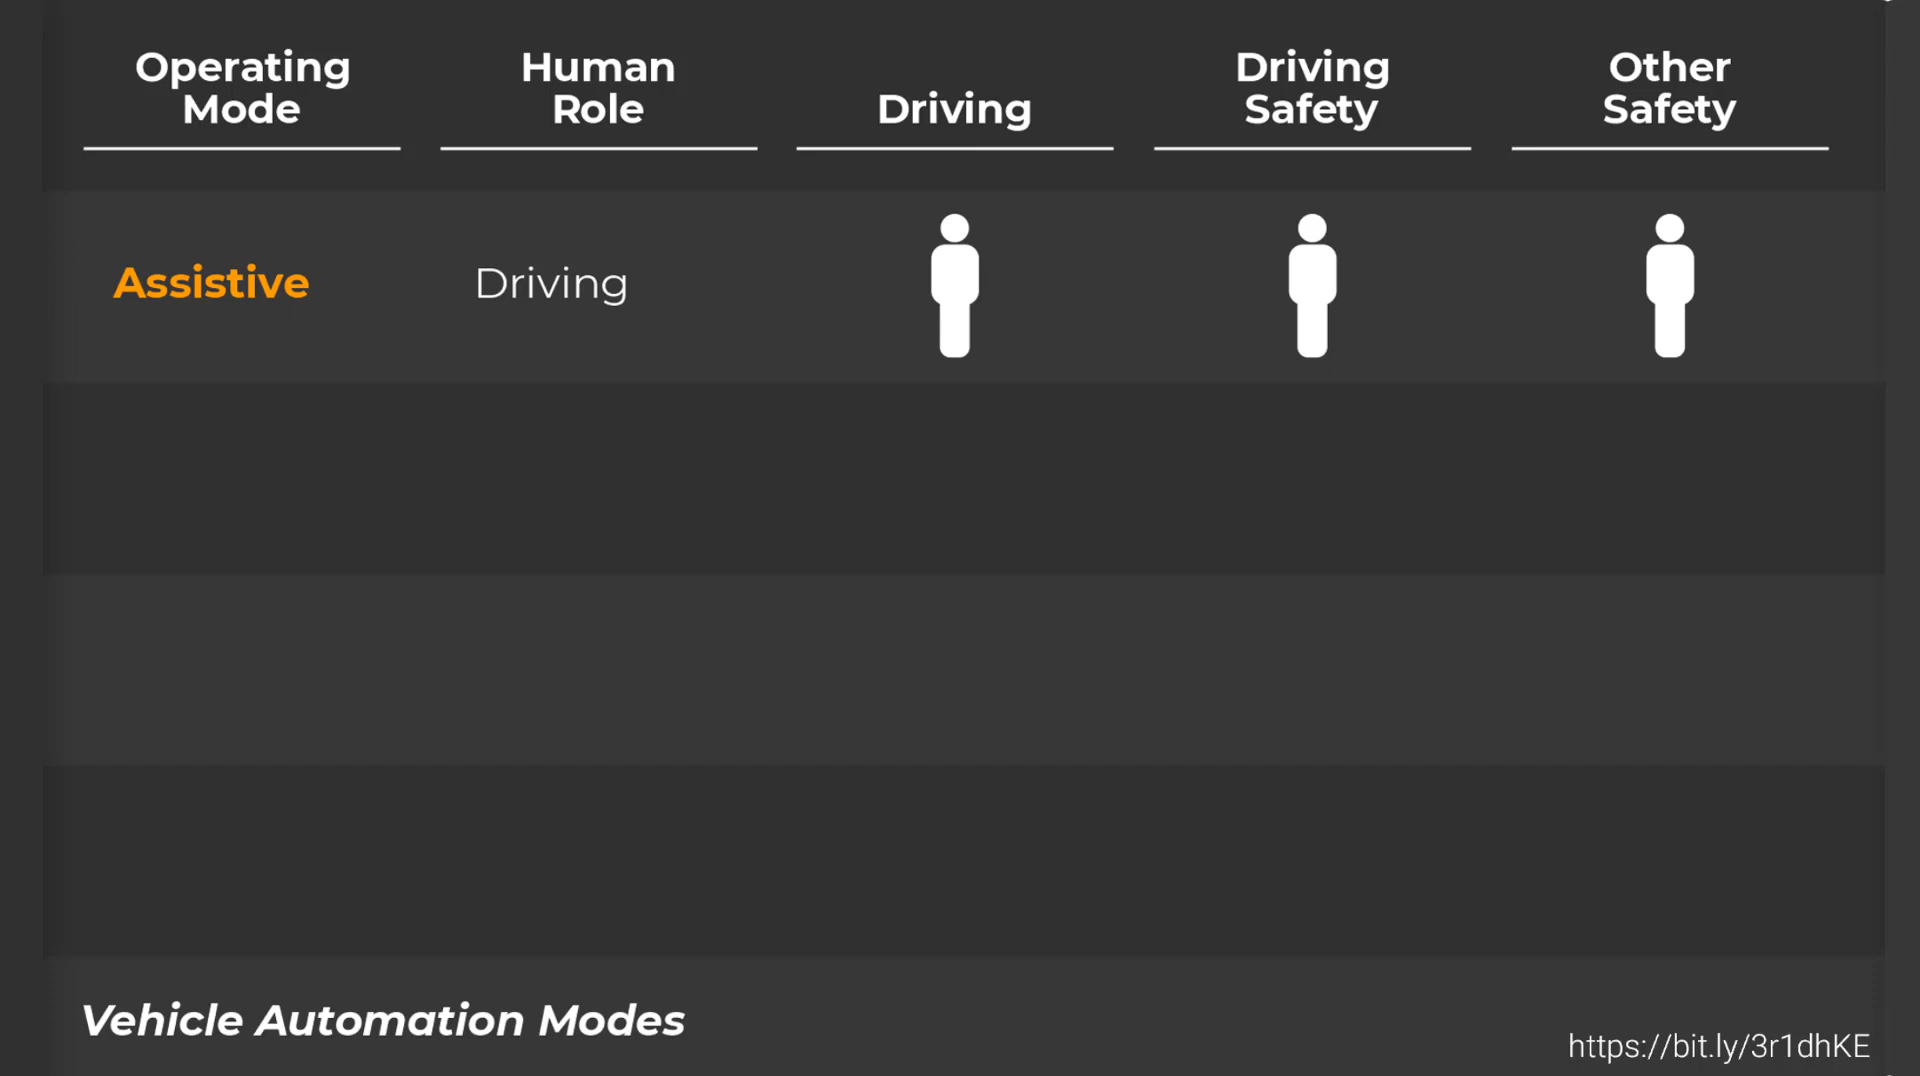 Operating
Mode
Human
Role
Driving
Driving
Safety
Other
Safety
Assistive
Driving
Vehicle Automation Modes
https://bit.ly/3r1dhKE